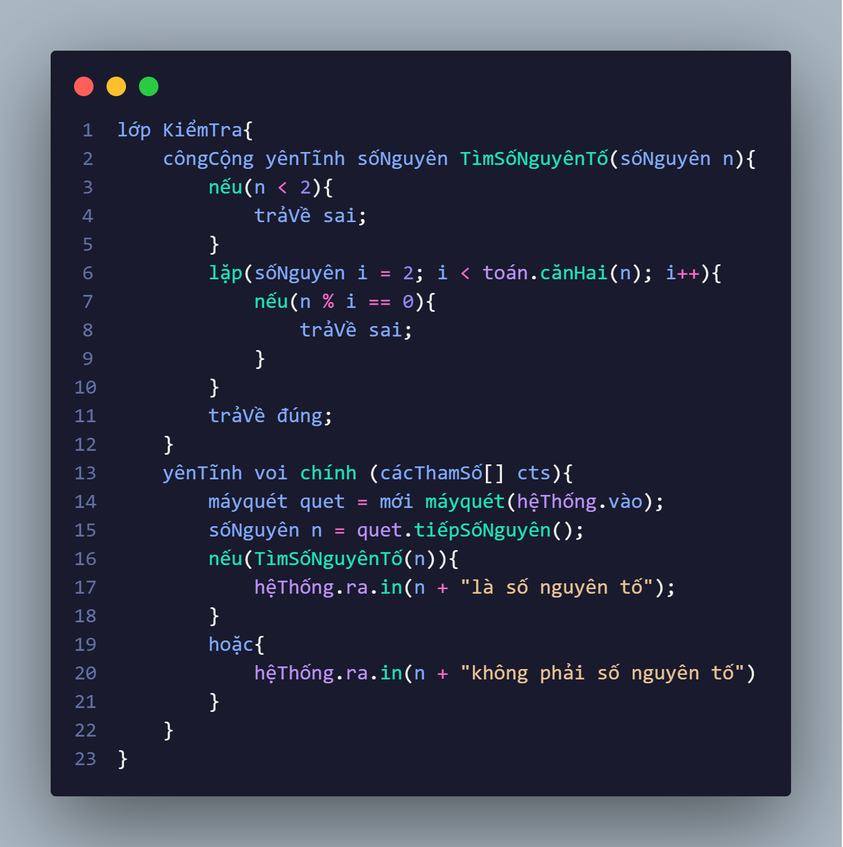 1 lớp KiểmTra{
2 côngCộng yênTĩnh sốNguyên TìmSốNguyênTố(sốNguyên n){
3 nếu(n < 2){
4 trảVề sai;
5 }
6 lặp(sốNguyên i = 2; i < toán.cănHai(n); i++){
7 nếu(n % i == 0){
8 trảVề sai;
9 }
10 }
11 trảVề đúng;
12 }
13 yênTĩnh voi chính (cácThamSố[] cts){
14 máyquét quet = mới máyquét(hệThống.vào);
15 sốNguyên n = quet.tiếpSốNguyên();
16 nếu(TìmSốNguyênTố(n)){
17 hệThống.ra.in(n + "là số nguyên tố");
18 }
19 hoặc{
20 hệThống.ra.in(n + "không phải số nguyên tố")
21 }
22 }
23 }